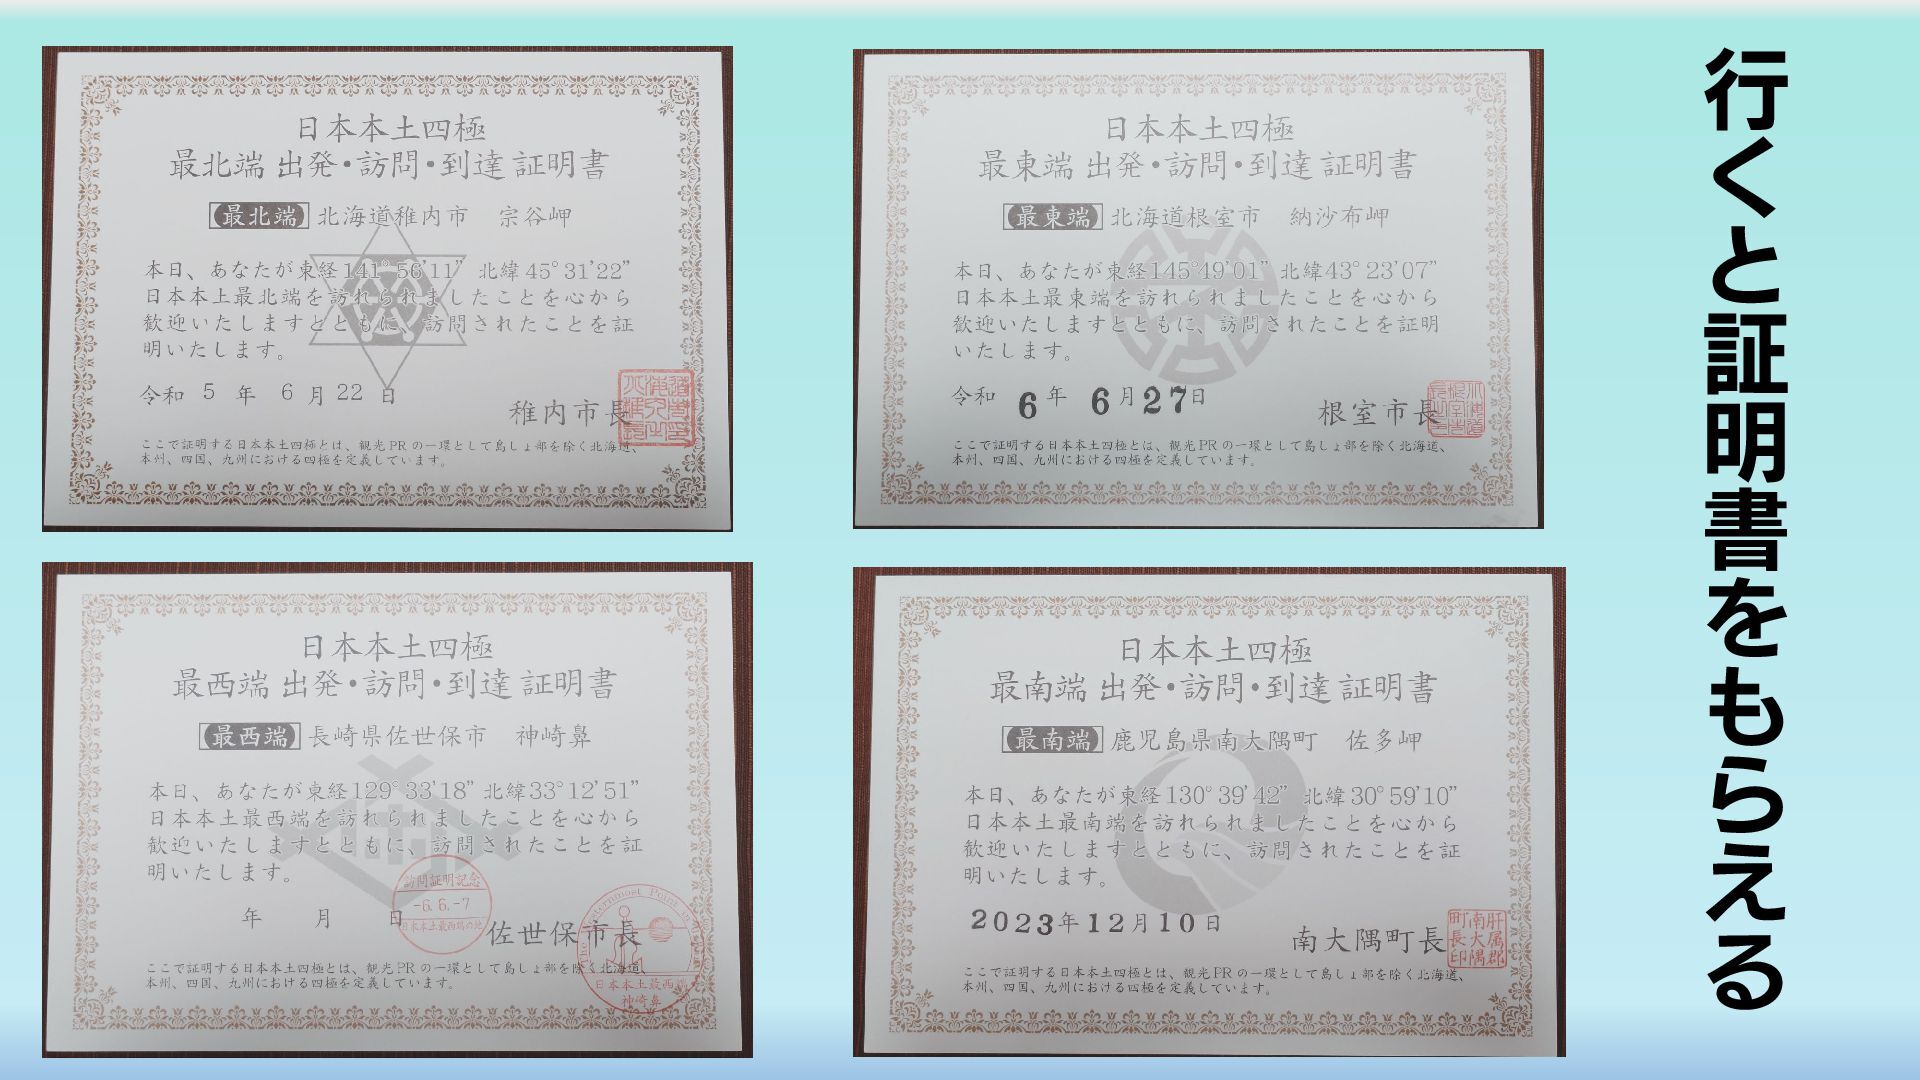 行くと証明書をもらえる
日本本土四極
最北端 出発・訪問・到達 証明書
最北端 北海道稚内市 宗谷岬
本日、あなたが東経141°56’11” 北緯45°31’22”
日本本土最北端を訪れられましたことを心から
歓迎いたしますとともに、訪問されたことを証
明いたします。
令和 5 年 6 月 22 日
稚内市長
ここで証明する日本本土四極とは、観光PRの一環として島しょ部を除く北海道、
本州、四国、九州における四極を定義しています。
日本本土四極
最東端 出発・訪問・到達 証明書
最東端 北海道根室市 納沙布岬
本日、あなたが東経145°49’01” 北緯43°23’07”
日本本土最東端を訪れられましたことを心から
歓迎いたしますとともに、訪問されたことを証明
いたします。
令和 6 年 6 月 27 日
根室市長
ここで証明する日本本土四極とは、観光PRの一環として島しょ部を除く北海道、
本州、四国、九州における四極を定義しています。
日本本土四極
最西端 出発・訪問・到達 証明書
最西端 長崎県佐世保市 神崎鼻
本日、あなたが東経129°33’18” 北緯33°12’51”
日本本土最西端を訪れられましたことを心から
歓迎いたしますとともに、訪問されたことを証
明いたします。
年 月 日
訪問証明記念
-6.6.-7
日本本土最西端の地
佐世保市長
日本本土最西端
神崎鼻
ここで証明する日本本土四極とは、観光PRの一環として島しょ部を除く北海道、
本州、四国、九州における四極を定義しています。
日本本土四極
最南端 出発・訪問・到達 証明書
最南端 鹿児島県南大隅町 佐多岬
本日、あなたが東経130°39’42” 北緯30°59’10”
日本本土最南端を訪れられましたことを心から
歓迎いたしますとともに、訪問されたことを証
明いたします。
2023年12月10日
南大隅町長
肝属郡
南大隅
町長印
ここで証明する日本本土四極とは、観光PRの一環として島しょ部を除く北海道、
本州、四国、九州における四極を定義しています。